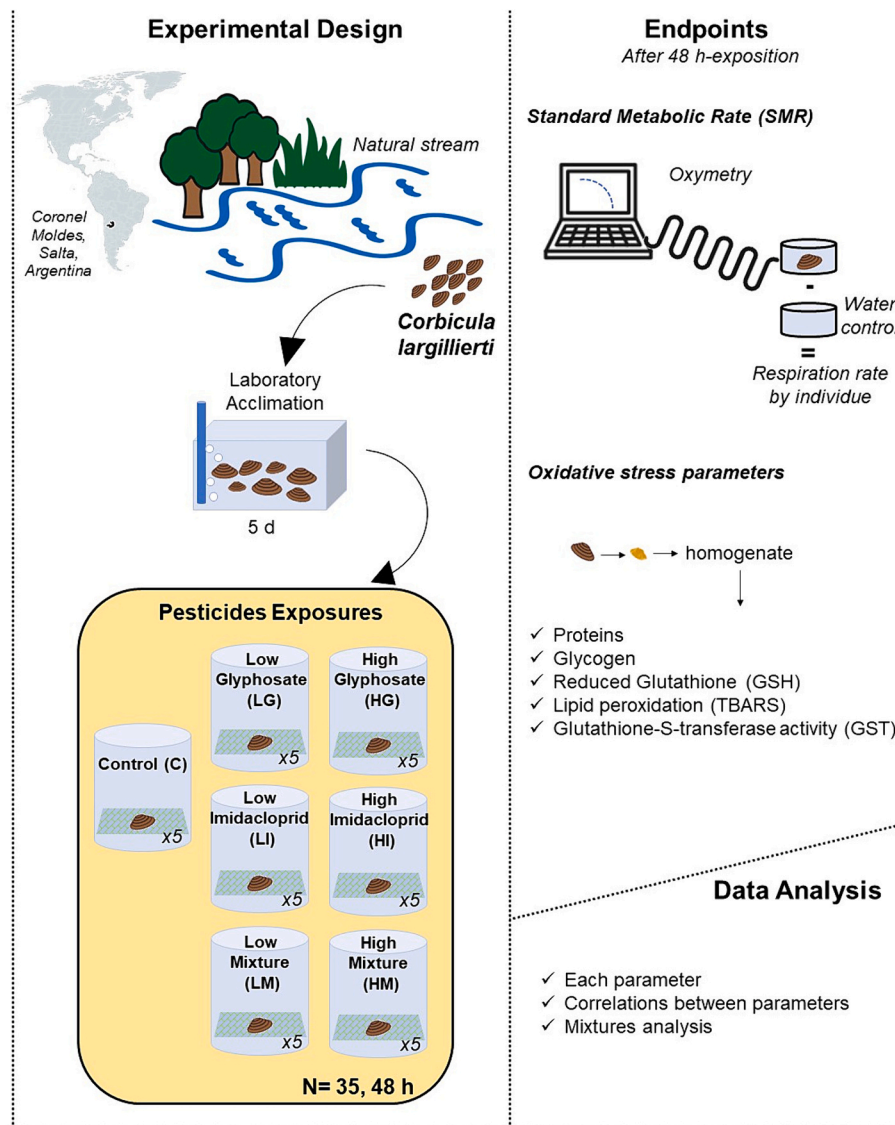 Experimental Design
Natural stream
Coronel
Moldes,
Salta,
Argentina
Corbicula
largillierti
Laboratory
Acclimation
5 d
Pesticides Exposures
Control (C)
x5
Low
Glyphosate
(LG)
x5
High
Glyphosate
(HG)
x5
Low
Imidacloprid
(LI)
x5
High
Imidacloprid
(HI)
x5
Low
Mixture
(LM)
x5
High
Mixture
(HM)
x5
N= 35, 48 h
Endpoints
After 48 h-exposition
Standard Metabolic Rate (SMR)
Oxymetry
-
Water
control
=
Respiration rate
by individue
Oxidative stress parameters
homogenate
✓ Proteins
✓ Glycogen
✓ Reduced Glutathione (GSH)
✓ Lipid peroxidation (TBARS)
✓ Glutathione-S-transferase activity (GST)
Data Analysis
✓ Each parameter
✓ Correlations between parameters
✓ Mixtures analysis